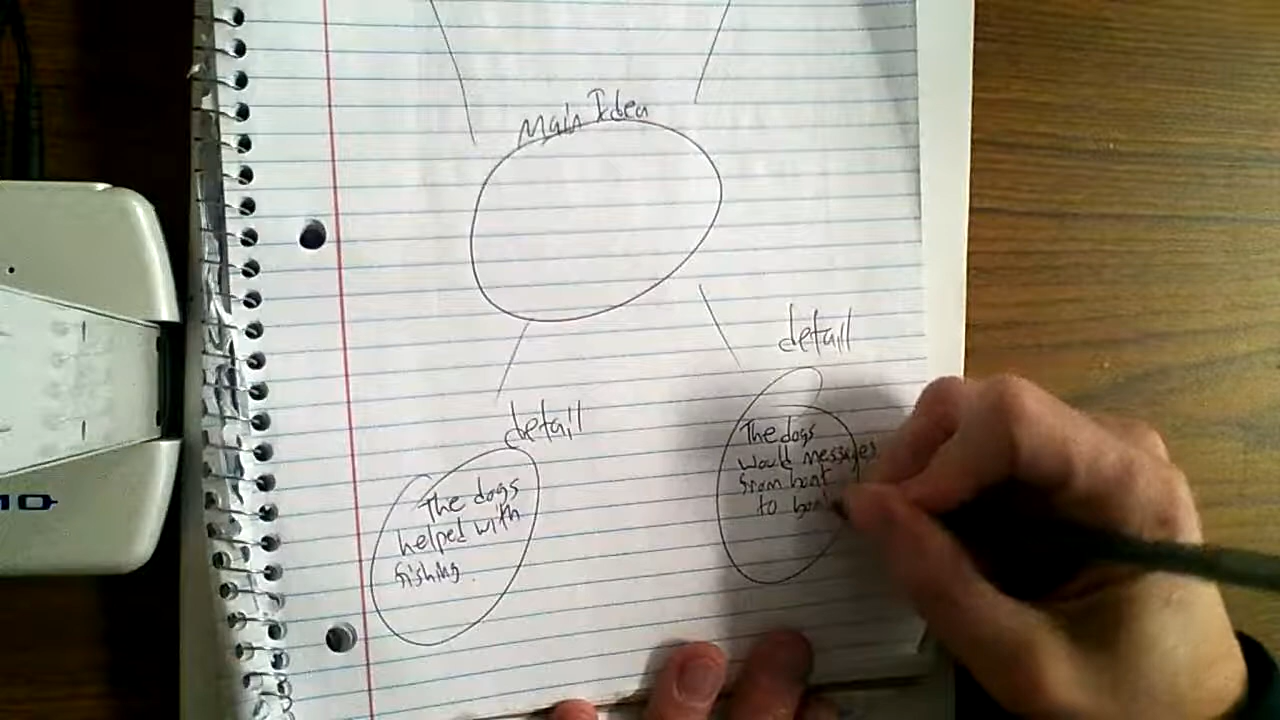 Main Idea
detail
The dogs
would messages
from boat
to boat
detail
The dogs
helped with
fishing.